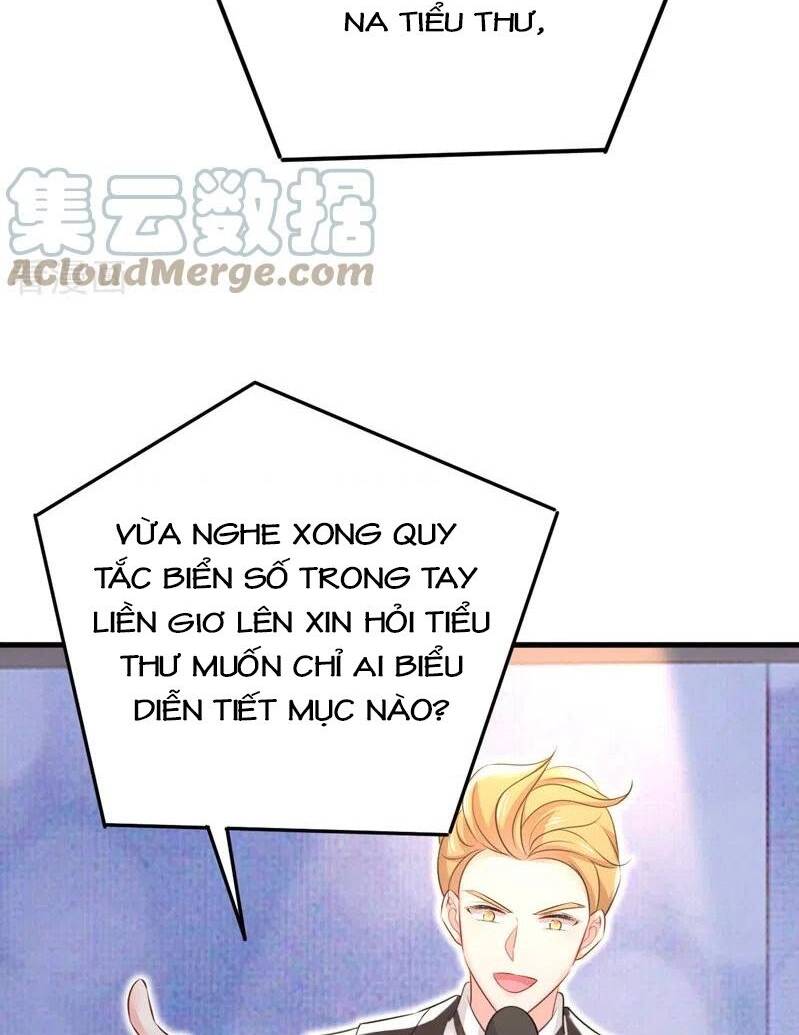 NA TIỂU THƯ,
集云数据
ACloudMerge.com
VỪA NGHE XONG QUY
TẮC BIỂN SỐ TRONG TAY
LIỀN GIƠ LÊN XIN HỎI TIỂU
THƯ MUỐN CHỈ AI BIỂU
DIỄN TIẾT MỤC NÀO?